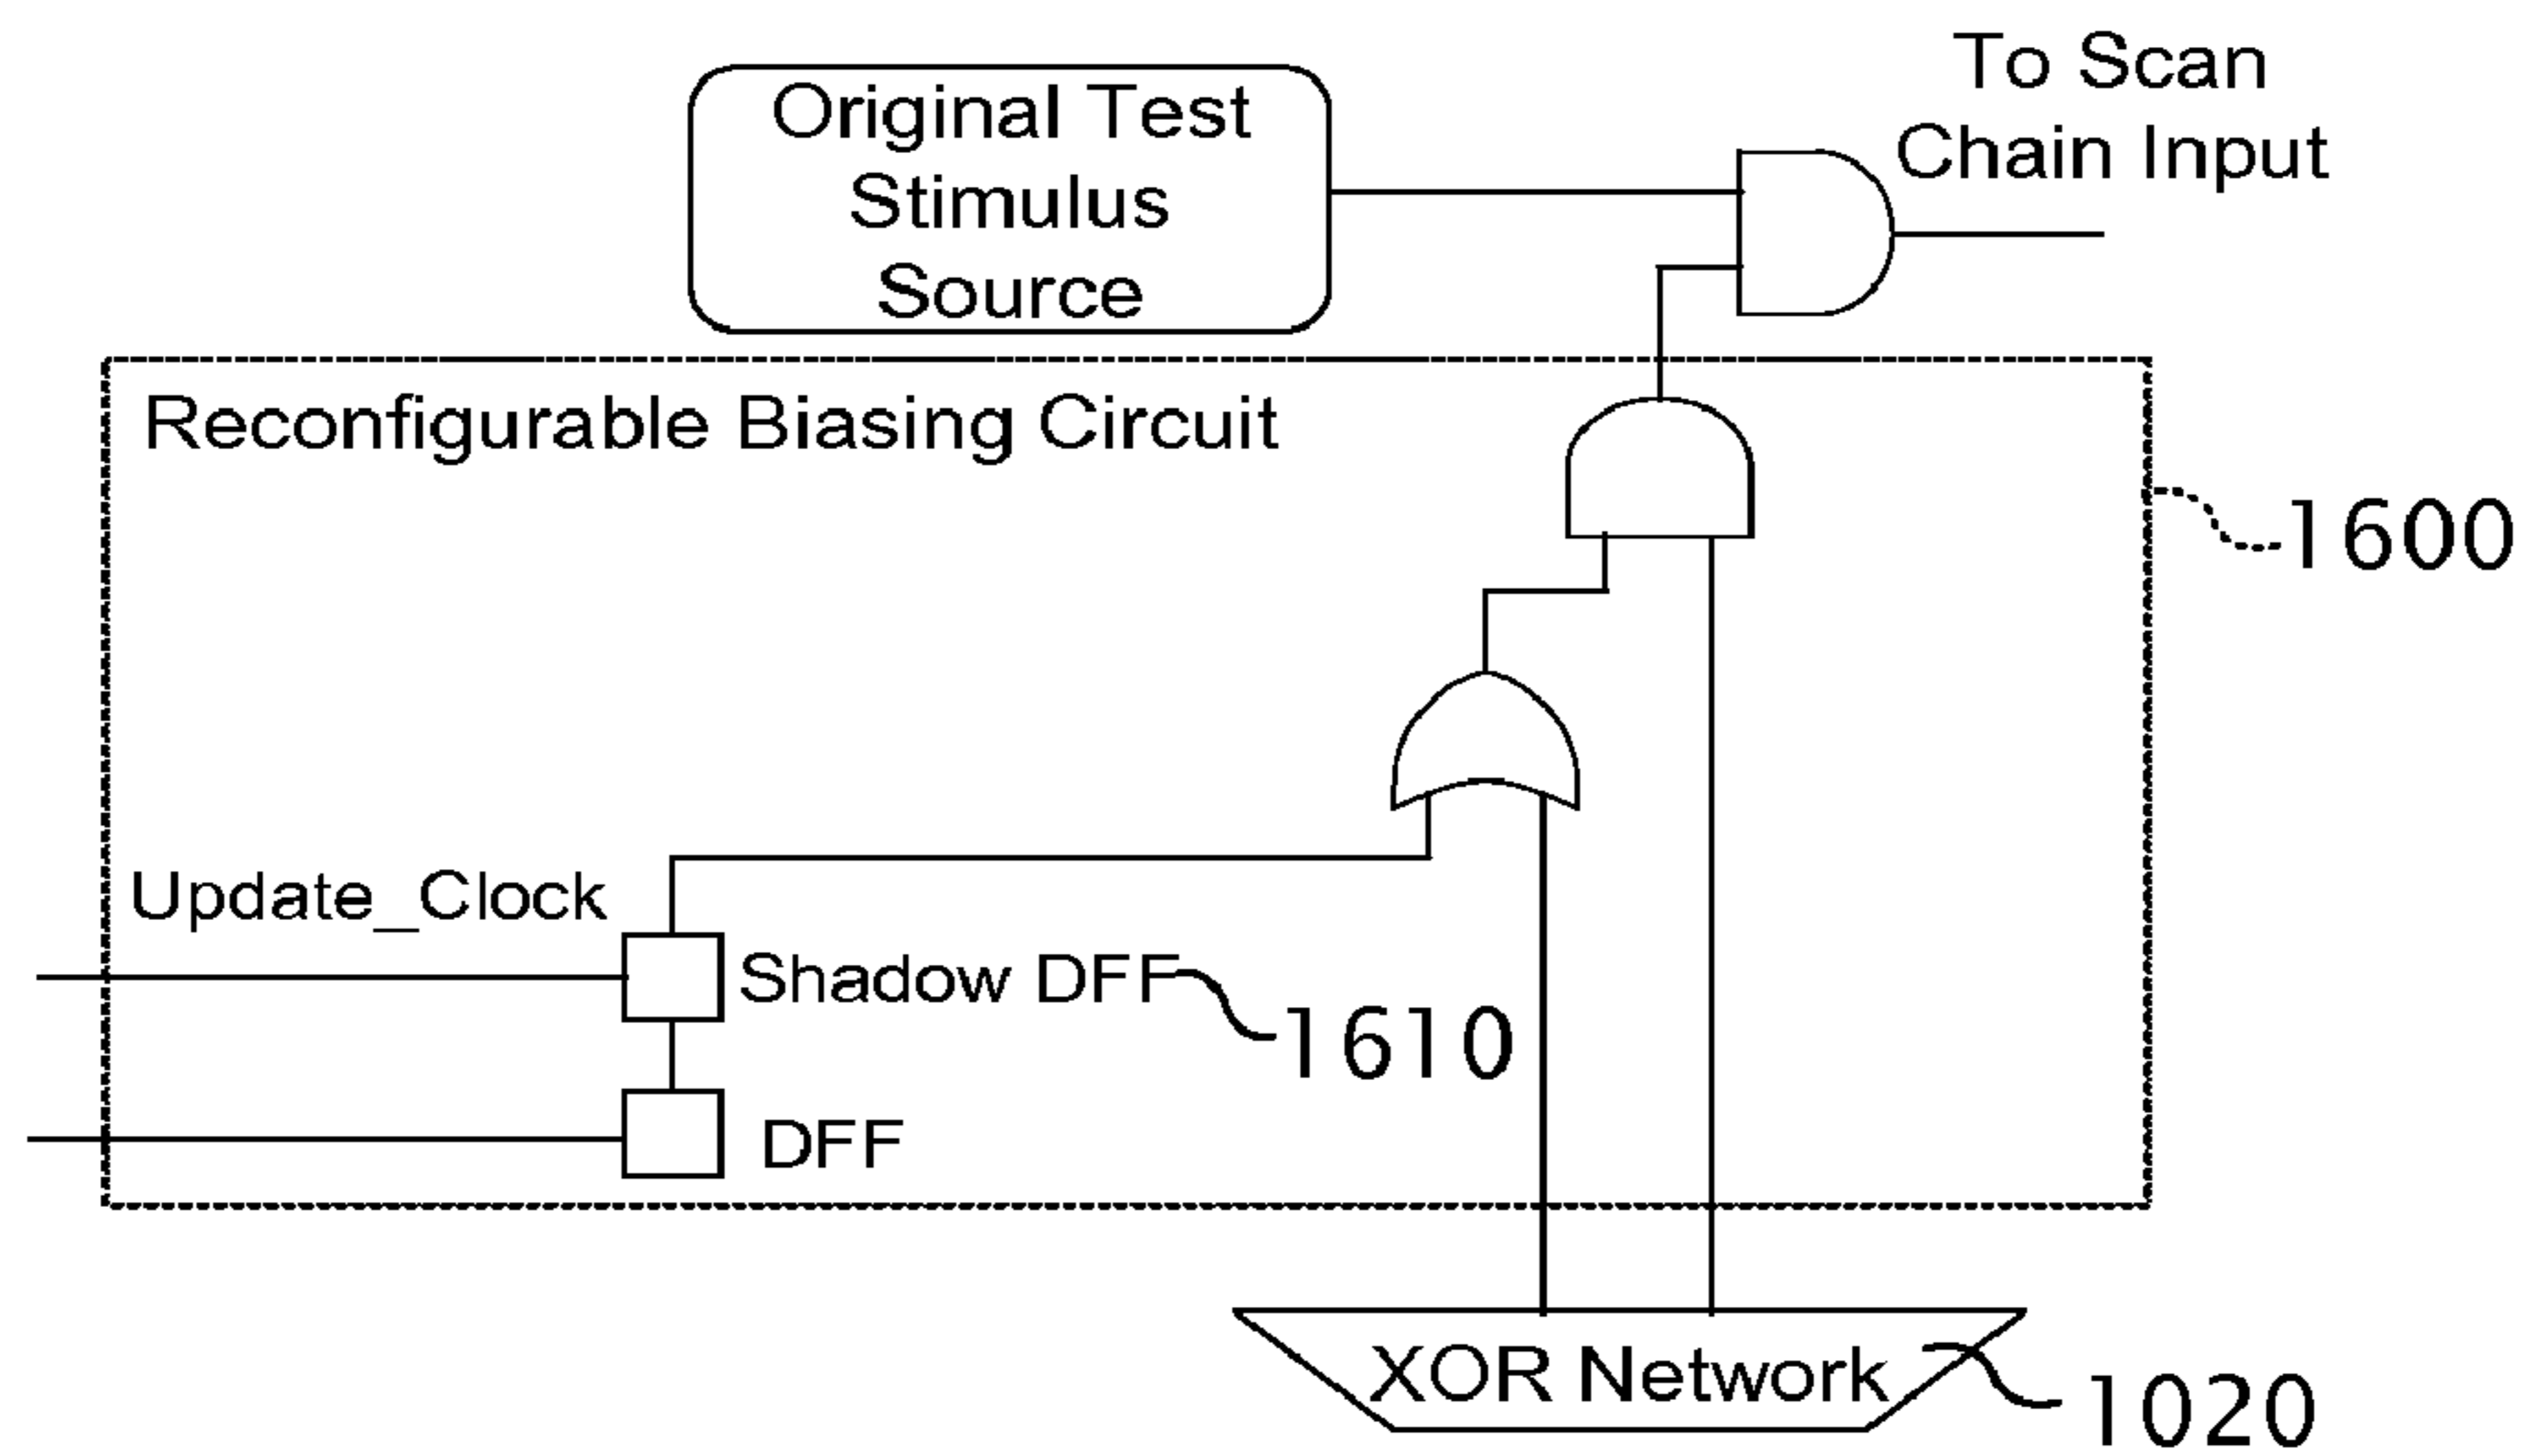 Original Test
Stimulus
Source
To Scan
Chain Input
Reconfigurable Biasing Circuit
1600
Update_Clock
Shadow DFF
1610
DFF
XOR Network
1020